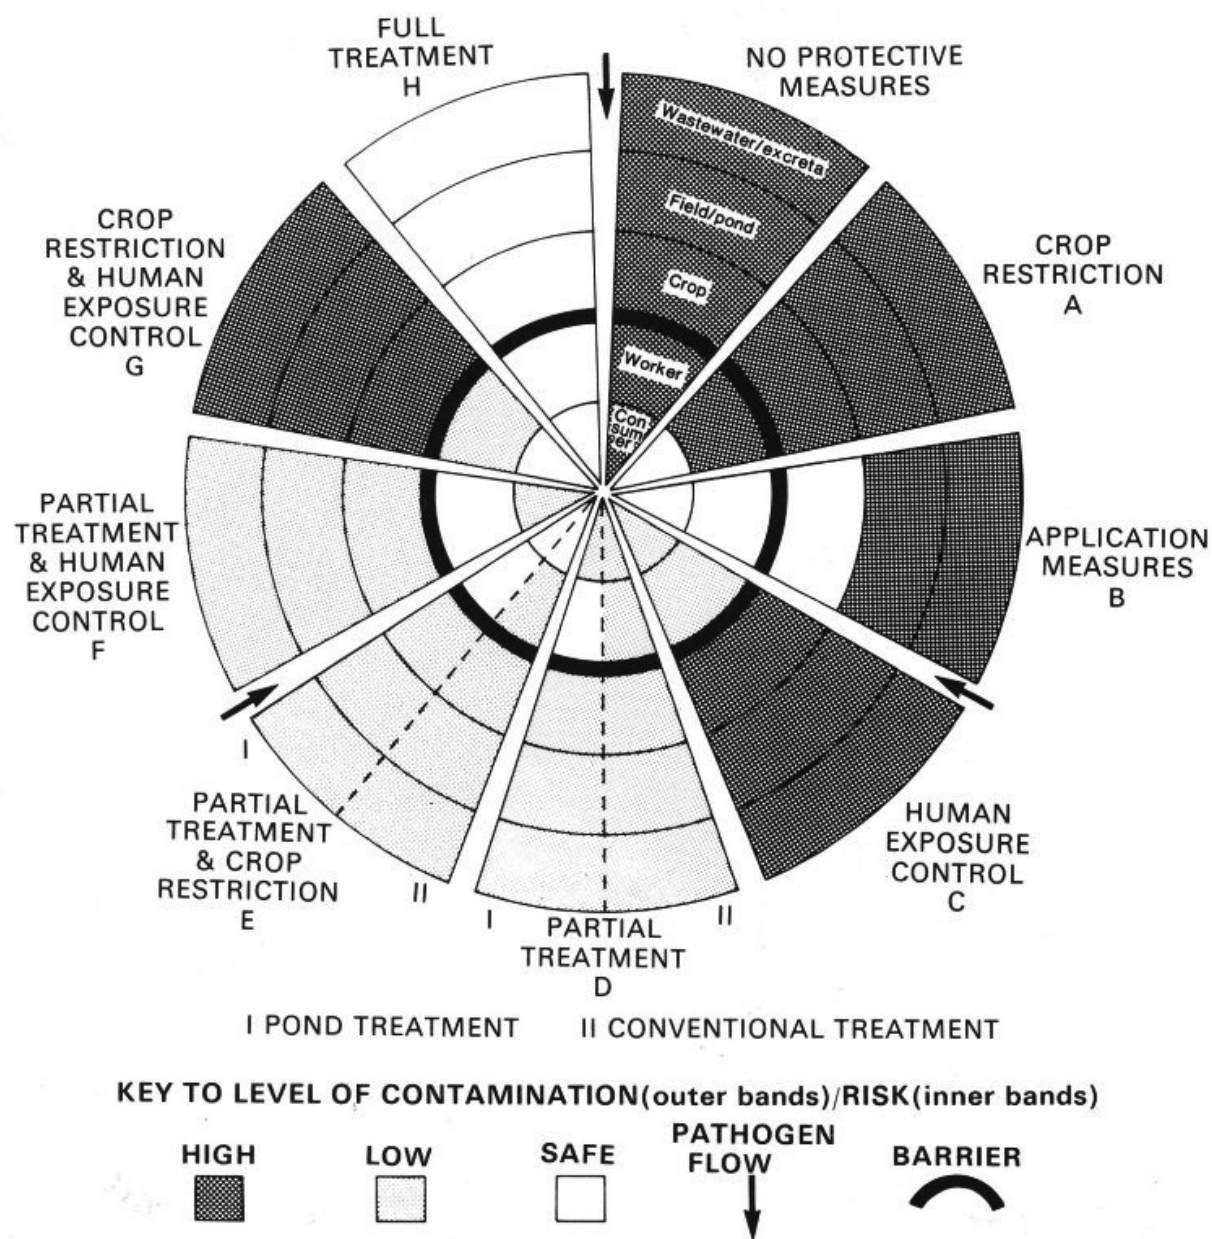 FULL
TREATMENT
H
NO PROTECTIVE
MEASURES
Wastewater/excreta
Field/pond
Crop
Worker
Con
sum
er
CROP
RESTRICTION
A
APPLICATION
MEASURES
B
HUMAN
EXPOSURE
CONTROL
C
I
PARTIAL
TREATMENT
D
II
I
PARTIAL
TREATMENT
& CROP
RESTRICTION
E
II
PARTIAL
TREATMENT
& HUMAN
EXPOSURE
CONTROL
F
CROP
RESTRICTION
& HUMAN
EXPOSURE
CONTROL
G
I POND TREATMENT
II CONVENTIONAL TREATMENT
KEY TO LEVEL OF CONTAMINATION(outer bands)/RISK(inner bands)
HIGH
LOW
SAFE
PATHOGEN
FLOW
BARRIER